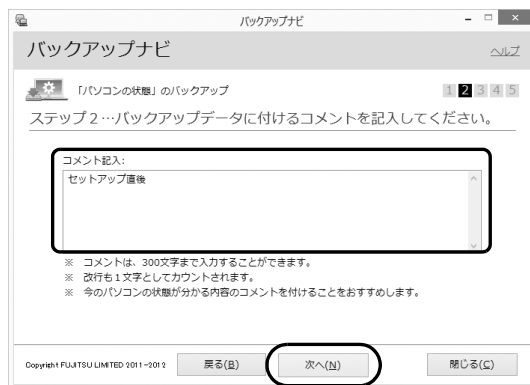 バックアップナビ
バックアップナビ
ヘルプ
「パソコンの状態」のバックアップ
1 2 3 4 5
ステップ２…バックアップデータに付けるコメントを記入してください。
コメント記入:
セットアップ直後
※ コメントは、300文字まで入力することができます。
※ 改行も１文字としてカウントされます。
※ 今のパソコンの状態が分かる内容のコメントを付けることをおすすめします。
Copyright FUJITSU LIMITED 2011-2012
戻る(B)
次へ(N)
閉じる(C)